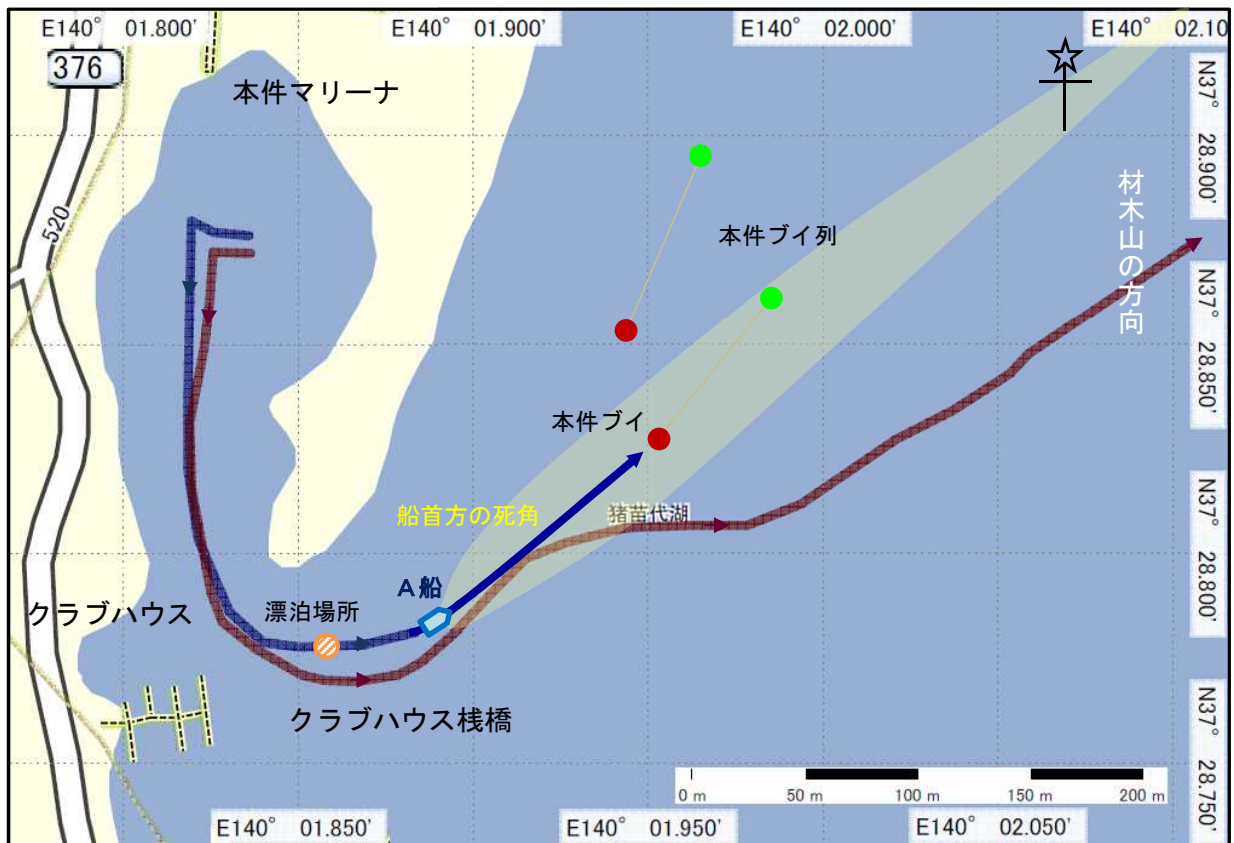 E140° 01.800'
E140° 01.900'
E140° 02.000'
E140° 02.10
376
本件マリーナ
N37° 28.900'
材木山の方向
520
本件ブイ列
N37° 28.850'
本件ブイ
船首方の死角
猪苗代湖
N37° 28.800'
A船
クラブハウス
漂泊場所
クラブハウス桟橋
N37° 28.750'
0 m
50 m
100 m
150 m
200 m
E140° 01.850'
E140° 01.950'
E140° 02.050'